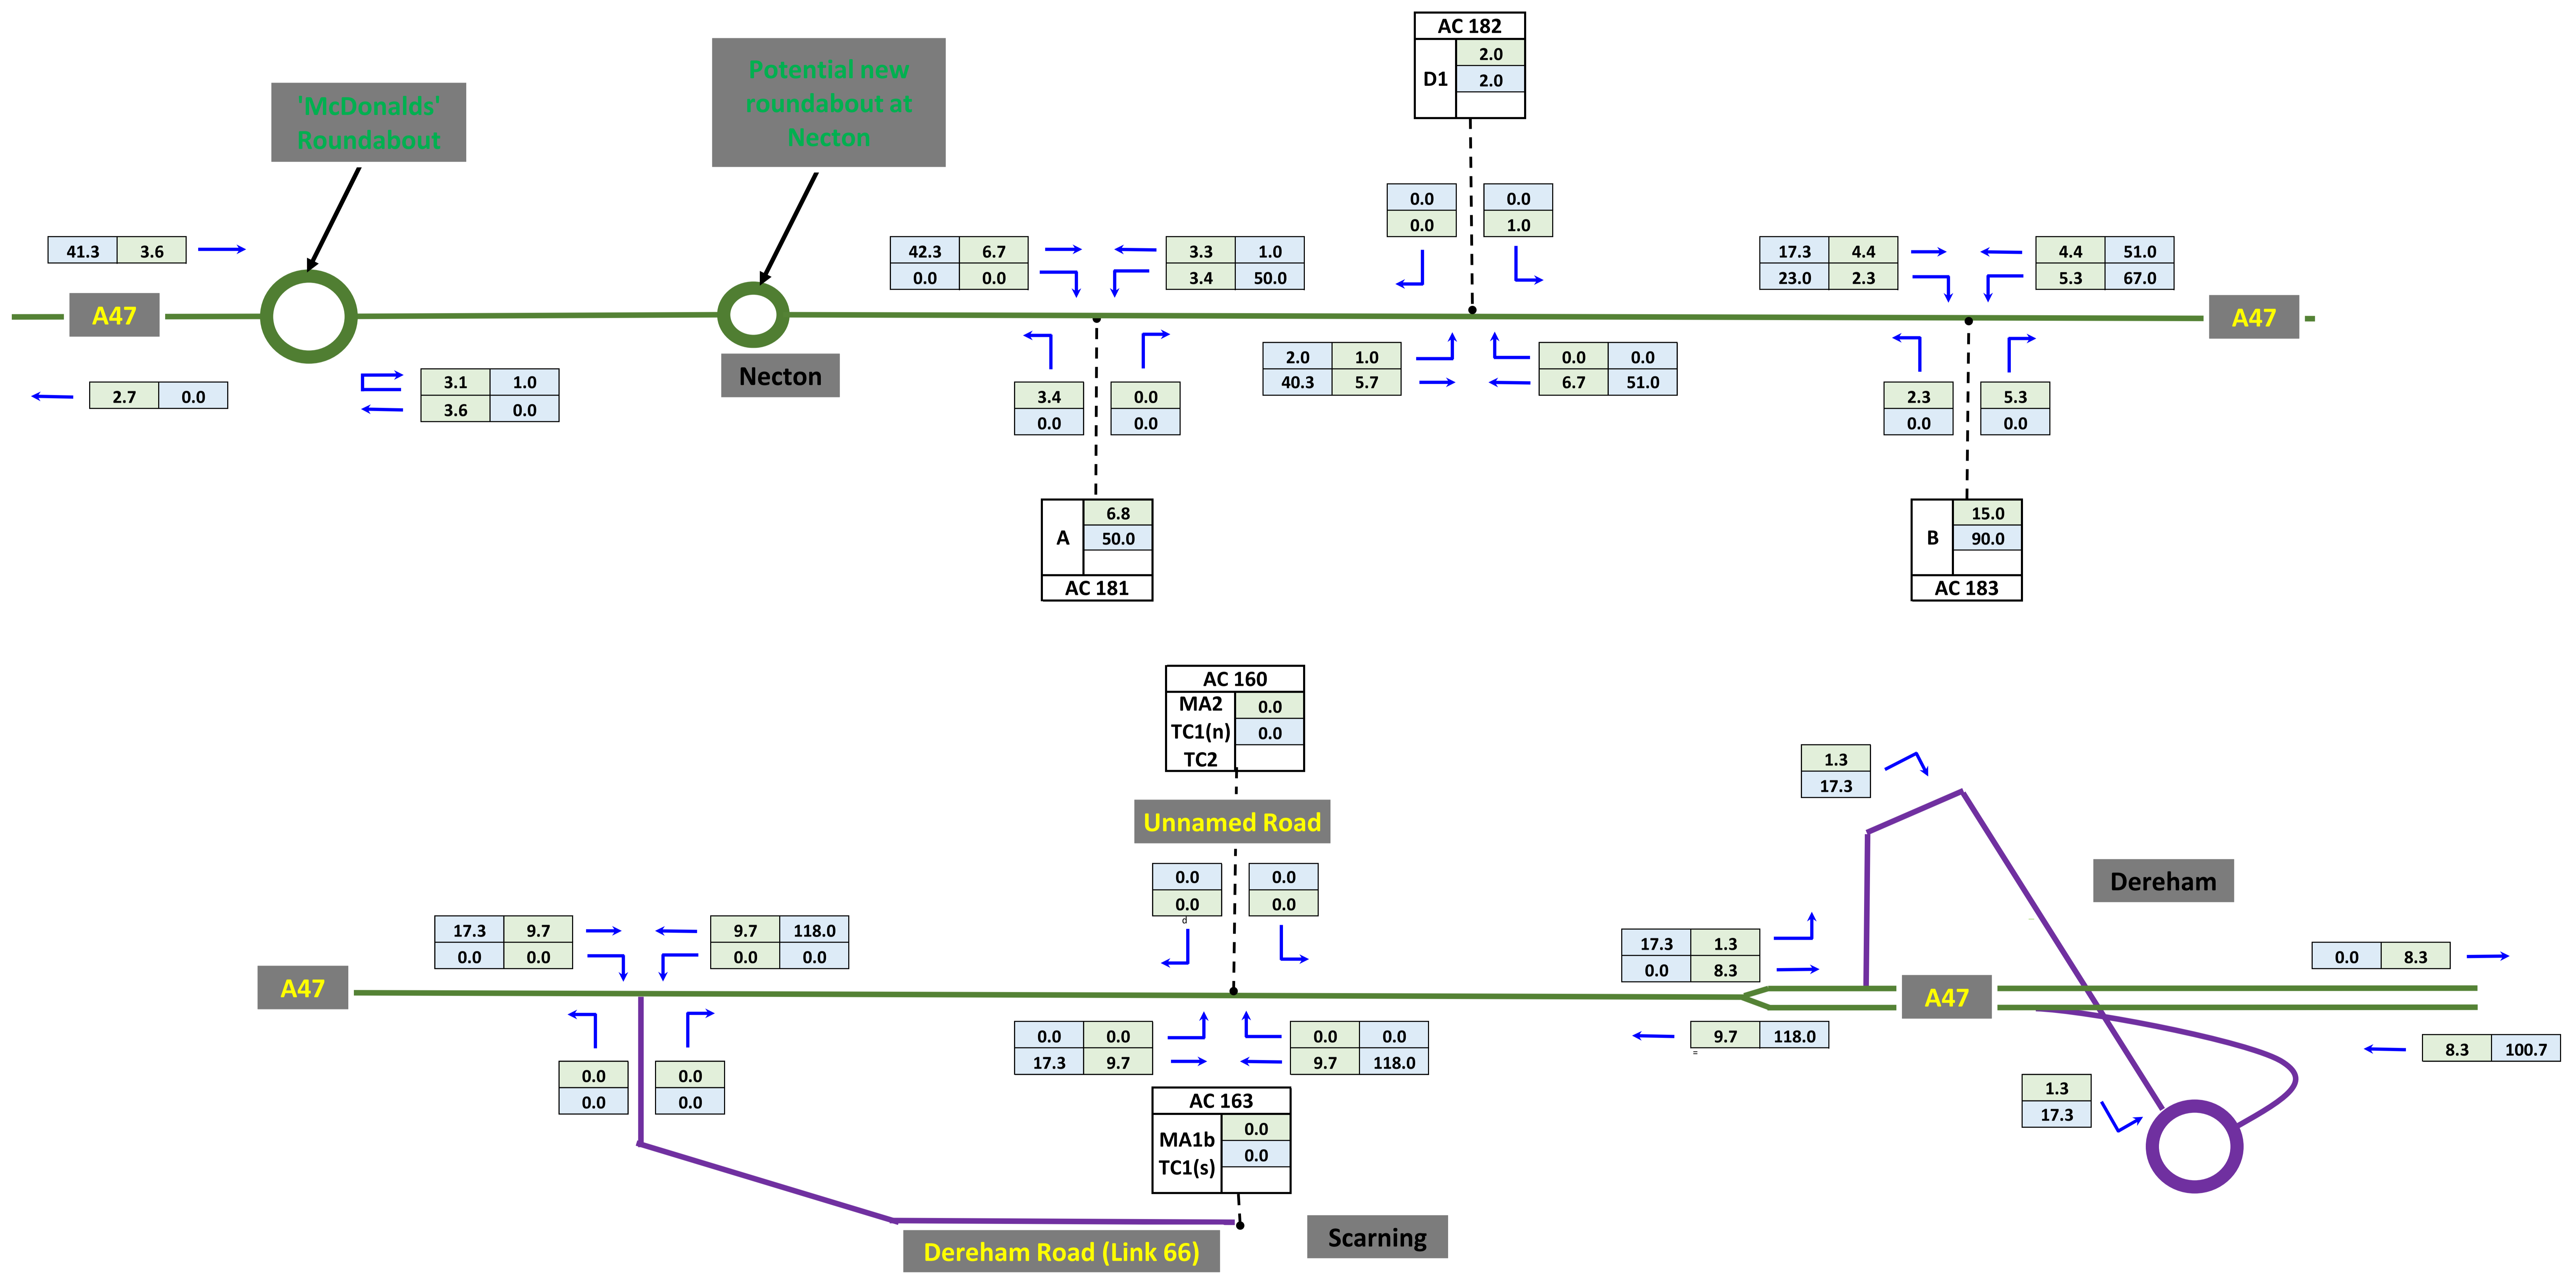 AC 182
D1
2.0
2.0
'McDonalds'
Roundabout
Potential new
roundabout at
Necton
0.0 0.0
0.0 1.0
41.3 3.6
42.3 6.7
0.0 0.0
3.3 1.0
3.4 50.0
17.3 4.4
23.0 2.3
4.4 51.0
5.3 67.0
A47
A47
Necton
2.7 0.0
3.1 1.0
3.6 0.0
3.4 0.0
0.0 0.0
2.0 1.0
40.3 5.7
0.0 0.0
6.7 51.0
2.3 5.3
0.0 0.0
A
6.8
50.0
AC 181
B
15.0
90.0
AC 183
AC 160
MA2
TC1(n)
TC2
0.0
0.0
Unnamed Road
1.3
17.3
Dereham
0.0 0.0
0.0 0.0
d
17.3 9.7
0.0 0.0
9.7 118.0
0.0 0.0
17.3 1.3
0.0 8.3
0.0 8.3
A47
A47
0.0 0.0
0.0 0.0
0.0 0.0
17.3 9.7
0.0 0.0
9.7 118.0
9.7 118.0
=
8.3 100.7
1.3
17.3
AC 163
MA1b
TC1(s)
0.0
0.0
Dereham Road (Link 66)
Scarning